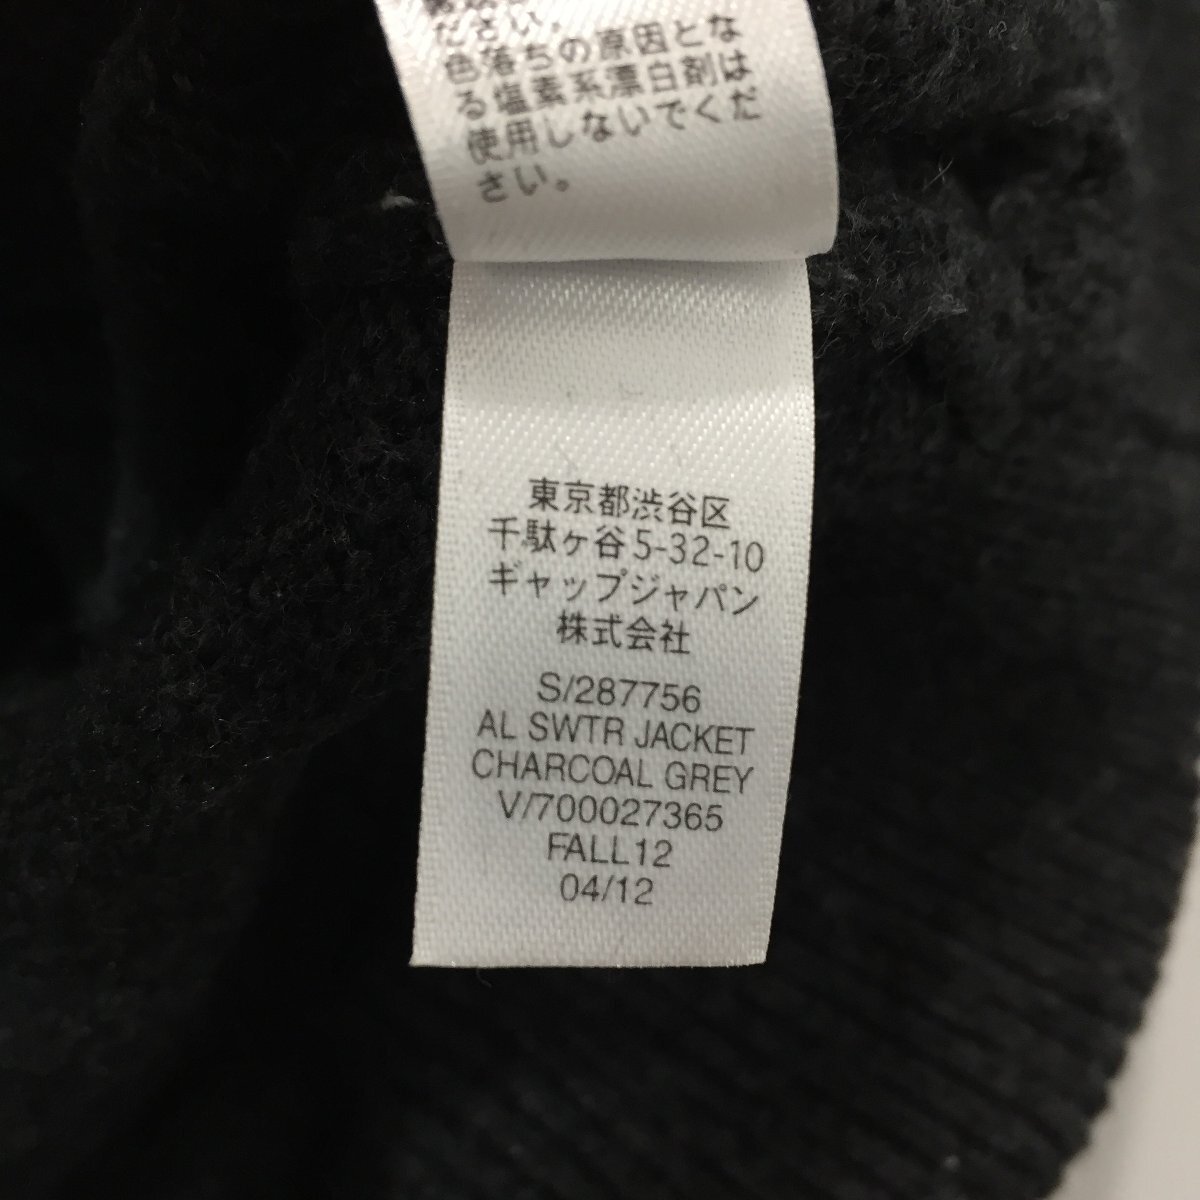 ださい。
色落ちの原因とな
る塩素系漂白剤は
使用しないでくだ
さい。
東京都渋谷区
千駄ヶ谷5-32-10
ギャップジャパン
株式会社
S/287756
AL SWTR JACKET
CHARCOAL GREY
V/700027365
FALL12
04/12